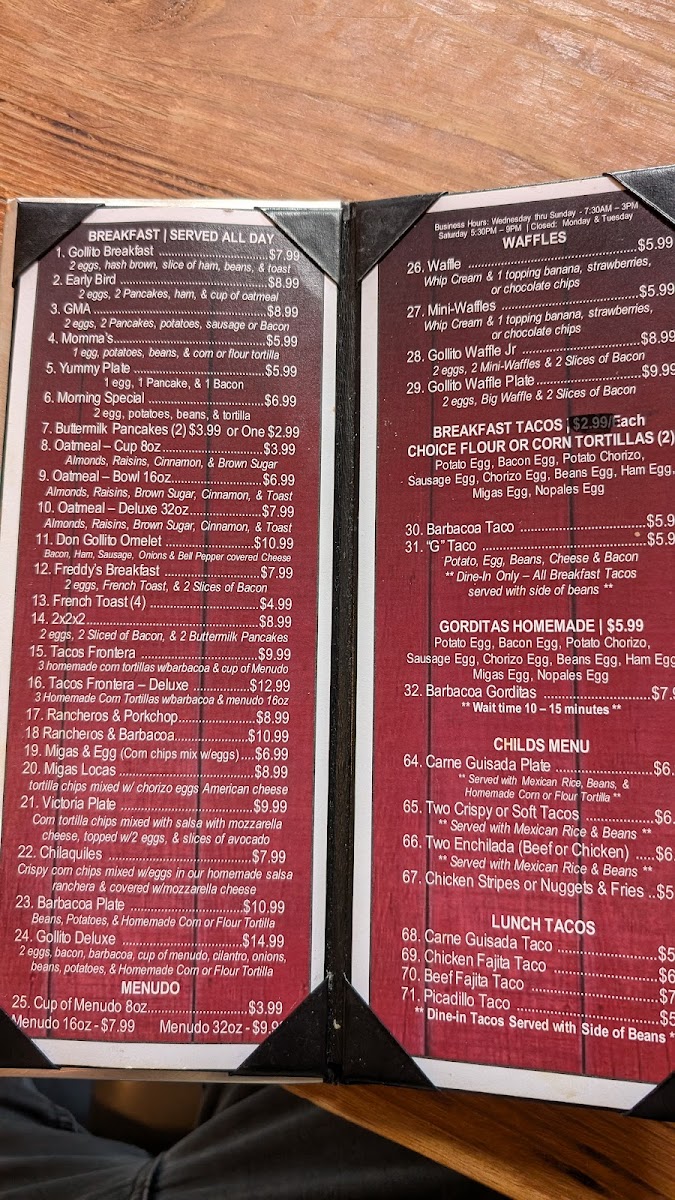 BREAKFAST | SERVED ALL DAY
1. Gollito Breakfast ..............................$7.99
2 eggs, hash brown, slice of ham, beans, & toast
2. Early Bird ..............................$8.99
2 eggs, 2 Pancakes, ham, & cup of oatmeal
3. GMA..............................$8.99
2 eggs, 2 Pancakes, potatoes, sausage or Bacon
4. Momma's..............................$5.99
1 egg, potatoes, beans, & corn or flour tortilla
5. Yummy Plate ..............................$5.99
1 egg, 1 Pancake, & 1 Bacon
6. Morning Special ..............................$6.99
2 egg, potatoes, beans, & tortilla
7. Buttermilk Pancakes (2) $3.99 or One $2.99
8. Oatmeal – Cup 8oz..............................$3.99
Almonds, Raisins, Cinnamon, & Brown Sugar
9. Oatmeal – Bowl 16oz..............................$6.99
Almonds, Raisins, Brown Sugar, Cinnamon, & Toast
10. Oatmeal – Deluxe 32oz..............................$7.99
Almonds, Raisins, Brown Sugar, Cinnamon, & Toast
11. Don Gollito Omelet ..............................$10.99
Bacon, Ham, Sausage, Onions & Bell Pepper covered Cheese
12. Freddy's Breakfast ..............................$7.99
2 eggs, French Toast, & 2 Slices of Bacon
13. French Toast (4) ..............................$4.99
14. 2x2x2..............................$8.99
2 eggs, 2 Sliced of Bacon, & 2 Buttermilk Pancakes
15. Tacos Frontera ..............................$9.99
3 homemade corn tortillas w/barbacoa & cup of Menudo
16. Tacos Frontera – Deluxe ..............................$12.99
3 Homemade Corn Tortillas w/barbacoa & menudo 16oz
17. Rancheros & Porkchop..............................$8.99
18 Rancheros & Barbacoa..............................$10.99
19. Migas & Egg (Corn chips mix w/eggs) ....$6.99
20. Migas Locas ..............................$8.99
tortilla chips mixed w/ chorizo eggs American cheese
21. Victoria Plate ..............................$9.99
Corn tortilla chips mixed with salsa with mozzarella
cheese, topped w/2 eggs, & slices of avocado
22. Chilaquiles ..............................$7.99
Crispy corn chips mixed w/eggs in our homemade salsa
ranchera & covered w/mozzarella cheese
23. Barbacoa Plate ..............................$10.99
Beans, Potatoes, & Homemade Corn or Flour Tortilla
24. Gollito Deluxe ..............................$14.99
2 eggs, bacon, barbacoa, cup of menudo, cilantro, onions,
beans, potatoes, & Homemade Corn or Flour Tortilla
MENUDO
25. Cup of Menudo 8oz..............................$3.99
Menudo 16oz - $7.99 Menudo 32oz - $9.9
Business Hours: Wednesday thru Sunday - 7:30AM – 3PM
Saturday 5:30PM – 9PM | Closed: Monday & Tuesday
WAFFLES
26. Waffle ..............................$5.99
Whip Cream & 1 topping banana, strawberries,
or chocolate chips
27. Mini-Waffles ..............................$5.99
Whip Cream & 1 topping banana, strawberries,
or chocolate chips
28. Gollito Waffle Jr ..............................$8.99
2 eggs, 2 Mini-Waffles & 2 Slices of Bacon
29. Gollito Waffle Plate..............................$9.99
2 eggs, Big Waffle & 2 Slices of Bacon
BREAKFAST TACOS | $2.99/Each
CHOICE FLOUR OR CORN TORTILLAS (2)
Potato Egg, Bacon Egg, Potato Chorizo,
Sausage Egg, Chorizo Egg, Beans Egg, Ham Egg,
Migas Egg, Nopales Egg
30. Barbacoa Taco ..............................$5.9
31. "G" Taco ..............................$5.9
Potato, Egg, Beans, Cheese & Bacon
** Dine-In Only – All Breakfast Tacos
served with side of beans **
GORDITAS HOMEMADE | $5.99
Potato Egg, Bacon Egg, Potato Chorizo,
Sausage Egg, Chorizo Egg, Beans Egg, Ham Egg
Migas Egg, Nopales Egg
32. Barbacoa Gorditas ..............................$7.
** Wait time 10 – 15 minutes **
CHILDS MENU
64. Carne Guisada Plate ..............................$6.
** Served with Mexican Rice, Beans, &
Homemade Corn or Flour Tortilla **
65. Two Crispy or Soft Tacos ..............................$6.
** Served with Mexican Rice & Beans **
66. Two Enchilada (Beef or Chicken) .....$6.
** Served with Mexican Rice & Beans **
67. Chicken Stripes or Nuggets & Fries ..$5
LUNCH TACOS
68. Carne Guisada Taco ..............................$5
69. Chicken Fajita Taco ..............................$6
70. Beef Fajita Taco ..............................$7
71. Picadillo Taco ..............................$5
** Dine-in Tacos Served with Side of Beans *